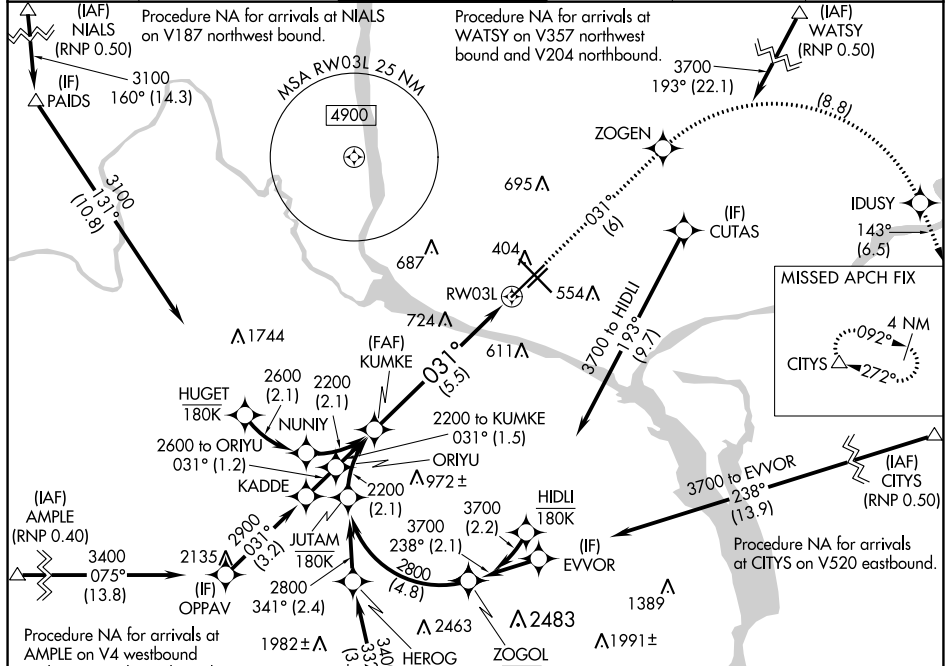 (IAF)
NIALS
(RNP 0.50)
Procedure NA for arrivals at NIALS
on V187 northwest bound.
Procedure NA for arrivals at
WATSY on V357 northwest
bound and V204 northbound.
(IAF)
WATSY
(RNP 0.50)
3100
160° (14.3)
(IF)
PAIDS
3700
193° (22.1)
MSA RW03L 25 NM
4900
(8.8)
ZOGEN
3100
131°
(10.8)
695
031°
(6)
IDUSY
143°
(6.5)
(IF)
CUTAS
687
404
RW03L
554
MISSED APCH FIX
4 NM
092°
CITYS
272°
724
1744
(FAF)
KUMKE
031°
(5.5)
611
3700 to HIDLI
193°
(9.7)
HUGET
180K
2600
(2.1)
2200
(2.1)
NUNIY
2200 to KUMKE
031° (1.5)
2600 to ORIYU
031° (1.2)
ORIYU
KADDE
972±
2200
(2.1)
(IAF)
CITYS
(RNP 0.50)
3700 to EVVOR
238°
(13.9)
(IAF)
AMPLE
(RNP 0.40)
2900
031°
(3.2)
JUTAM
180K
3700
238° (2.1)
3700
(2.2)
HIDLI
180K
(IF)
EVVOR
Procedure NA for arrivals
at CITYS on V520 eastbound.
3400
075°
(13.8)
2135
(IF)
OPPAV
2800
341° (2.4)
2800
(4.8)
1389
Procedure NA for arrivals at
AMPLE on V4 westbound
1982±
2463
2483
1991±
HEROG
ZOGOL